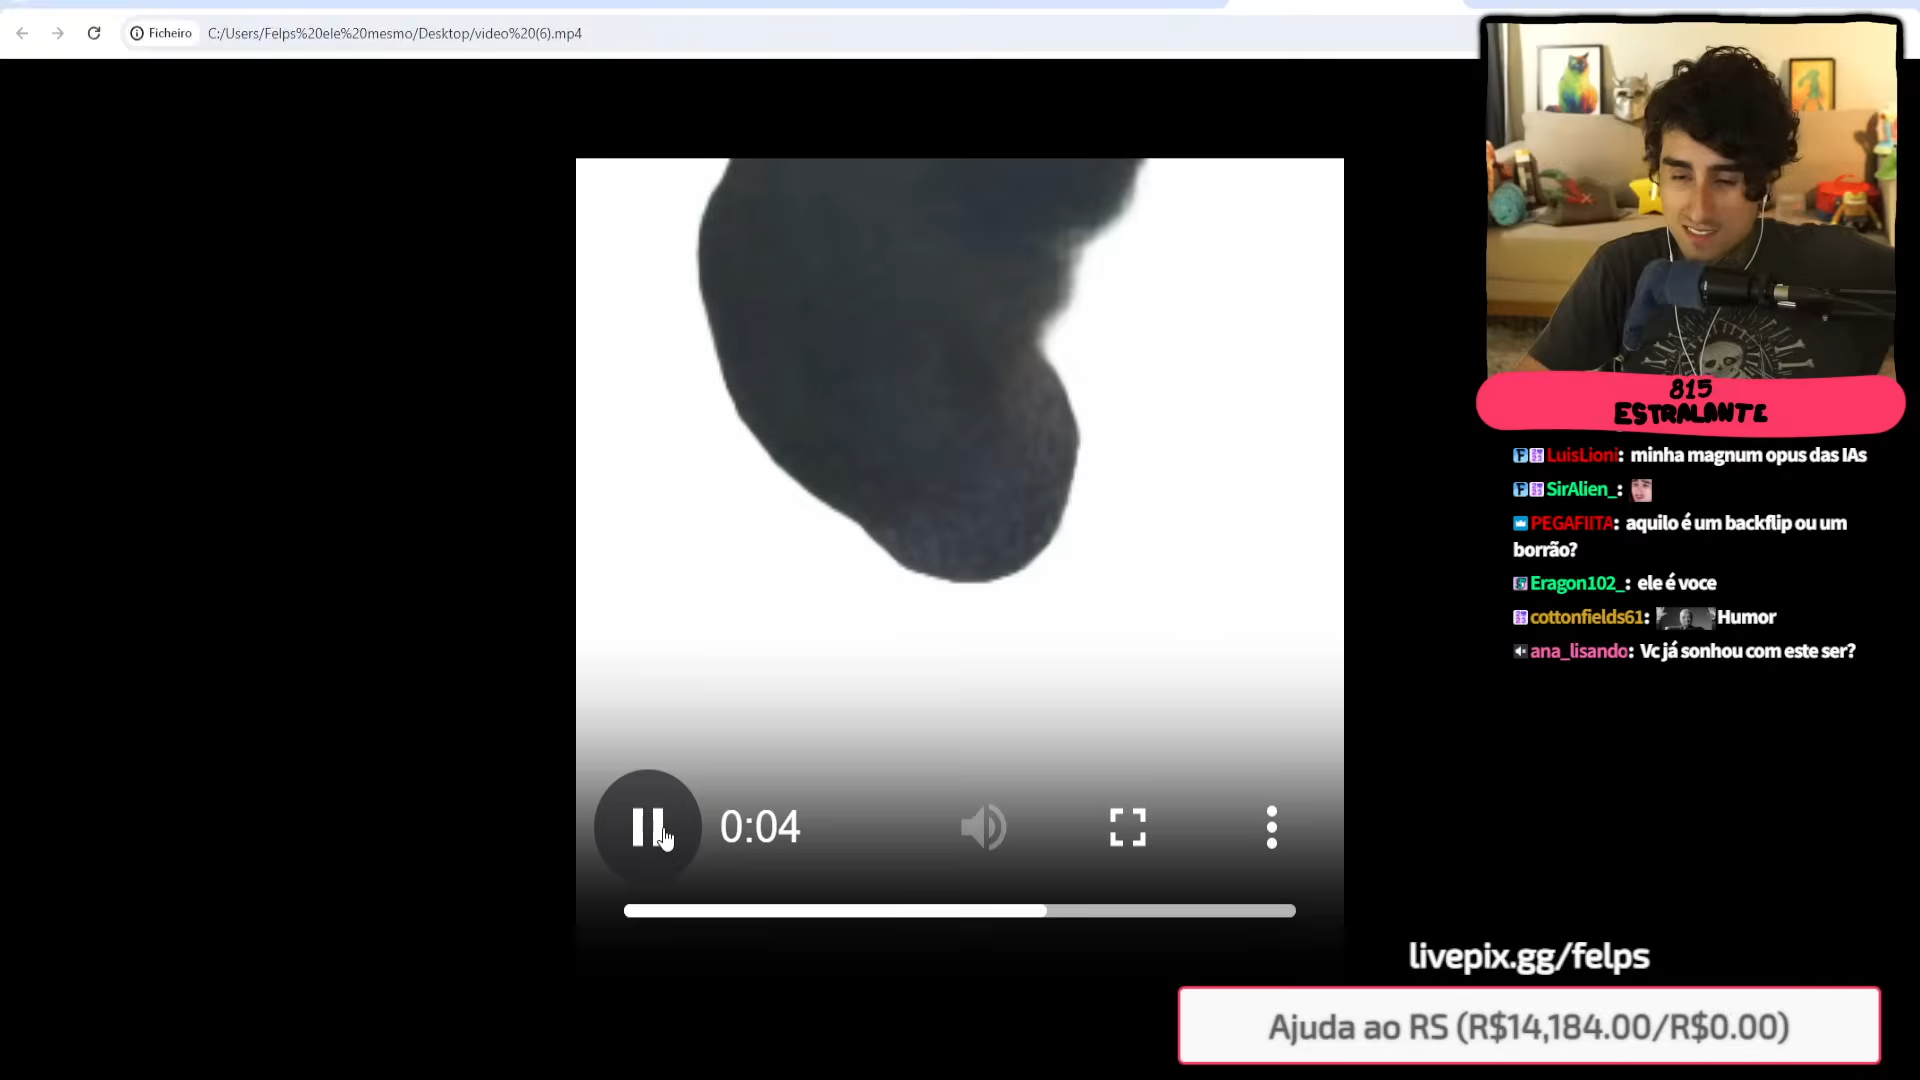 Ficheiro C:/Users/Felps%20ele%20mesmo/Desktop/video%20(6).mp4
815
ESTRALANTE
LuisLioni: minha magnum opus das IAs
SirAlien_:
PEGAFIITA: aquilo é um backflip ou um
borrão?
Eragon102_: ele é voce
cottonfields61: Humor
ana_lisando: Vc já sonhou com este ser?
0:04
livepix.gg/felps
Ajuda ao RS (R$14,184.00/R$0.00)